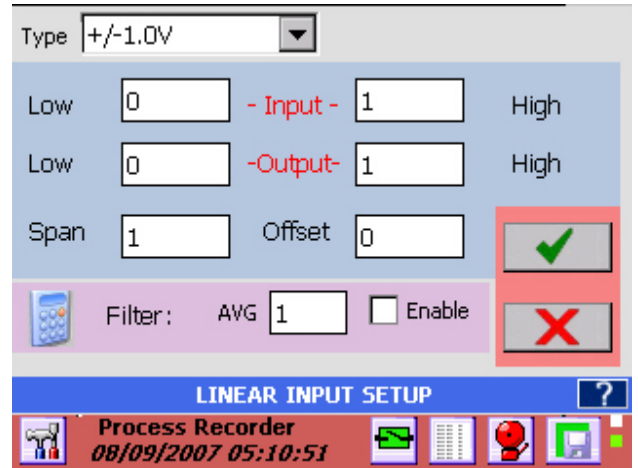 Type +/-1.0V
Low 0 - Input - 1 High
Low 0 -Output- 1 High
Span 1 Offset 0
Filter: AVG 1 Enable
LINEAR INPUT SETUP ?
Process Recorder
08/09/2007 05:10:51